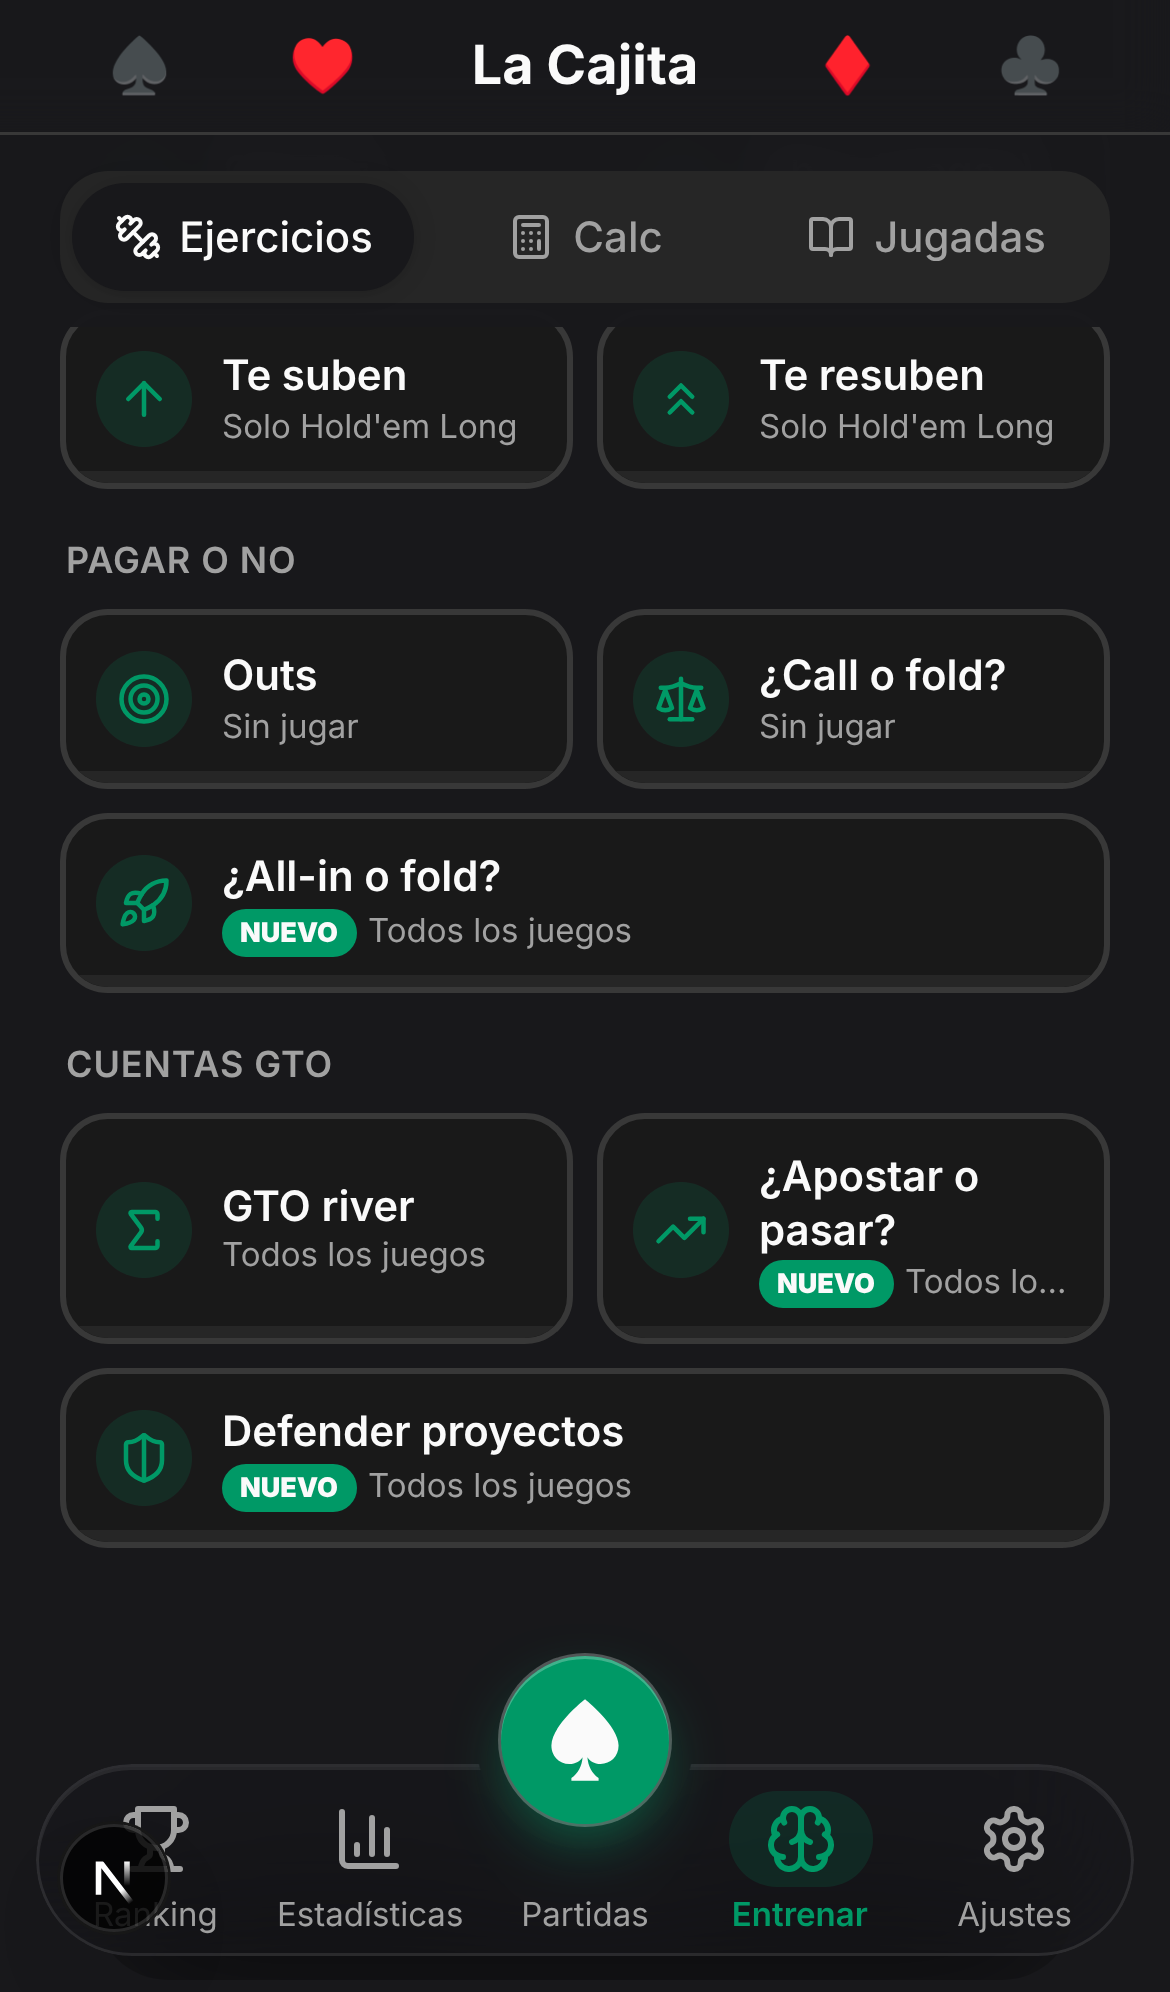 La Cajita
Ejercicios
Calc
Jugadas
Te suben
Solo Hold'em Long
Te resuben
Solo Hold'em Long
PAGAR O NO
Outs
Sin jugar
¿Call o fold?
Sin jugar
¿All-in o fold?
NUEVO Todos los juegos
CUENTAS GTO
GTO river
Todos los juegos
¿Apostar o
pasar?
NUEVO Todos lo...
Defender proyectos
NUEVO Todos los juegos
N
Ranking
Estadísticas
Partidas
Entrenar
Ajustes